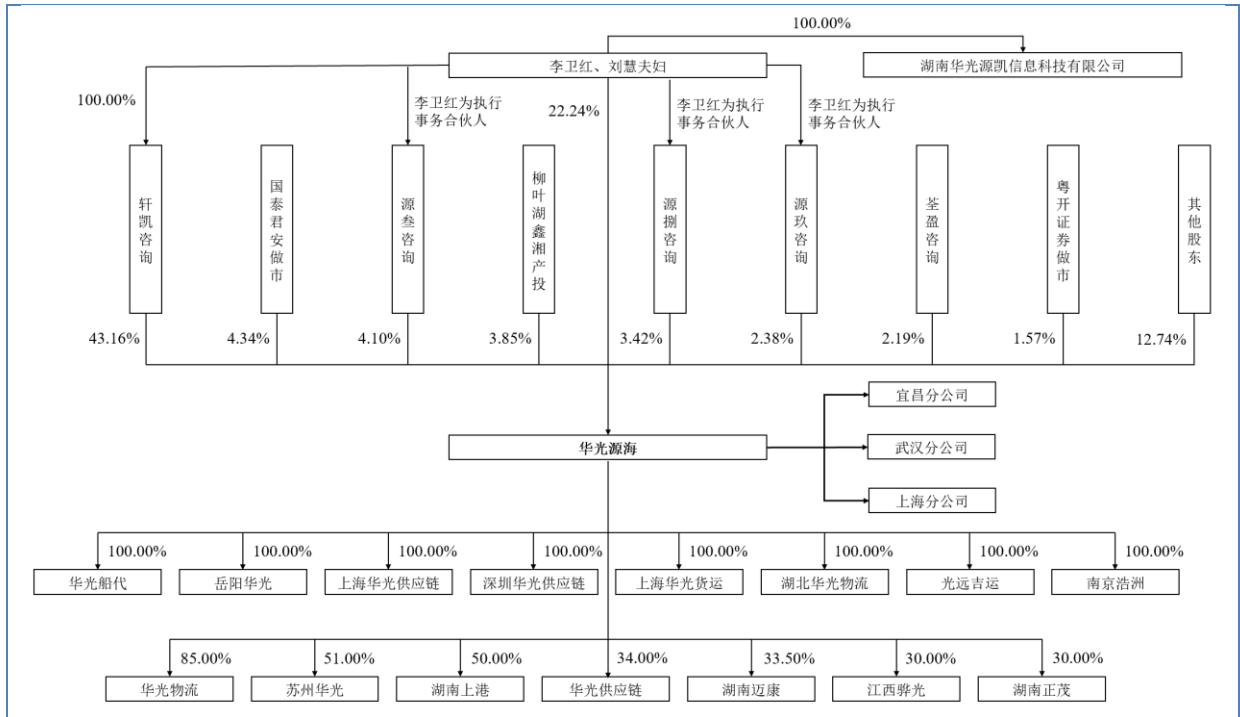 100.00%
李卫红、刘慧夫妇
湖南华光源凯信息科技有限公司
100.00%
李卫红为执行
事务合伙人
22.24%
李卫红为执行
事务合伙人
李卫红为执行
事务合伙人
轩凯咨询
国泰君安做市
源叁咨询
柳叶湖鑫湘产投
源捌咨询
源玖咨询
荃盈咨询
粤开证券做市
其他股东
43.16%
4.34%
4.10%
3.85%
3.42%
2.38%
2.19%
1.57%
12.74%
宜昌分公司
华光源海
武汉分公司
上海分公司
100.00%
100.00%
100.00%
100.00%
100.00%
100.00%
100.00%
100.00%
华光船代
岳阳华光
上海华光供应链
深圳华光供应链
上海华光货运
湖北华光物流
光远吉运
南京浩洲
85.00%
51.00%
50.00%
34.00%
33.50%
30.00%
30.00%
华光物流
苏州华光
湖南上港
华光供应链
湖南迈康
江西骅光
湖南正茂